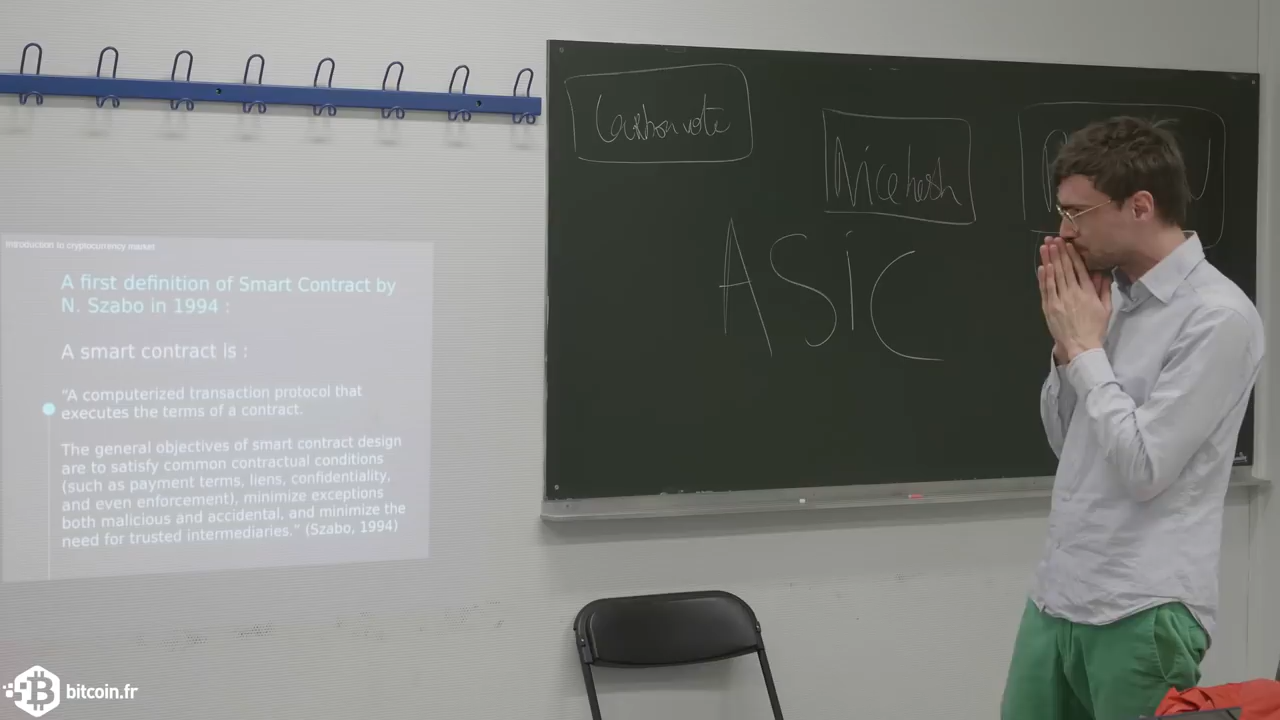 Introduction to cryptocurrency market
A first definition of Smart Contract by
N. Szabo in 1994 :
A smart contract is :
“A computerized transaction protocol that
executes the terms of a contract.
The general objectives of smart contract design
are to satisfy common contractual conditions
(such as payment terms, liens, confidentiality,
and even enforcement), minimize exceptions
both malicious and accidental, and minimize the
need for trusted intermediaries.” (Szabo, 1994)
Carbonvote
Nicehash
ASiC
bitcoin.fr